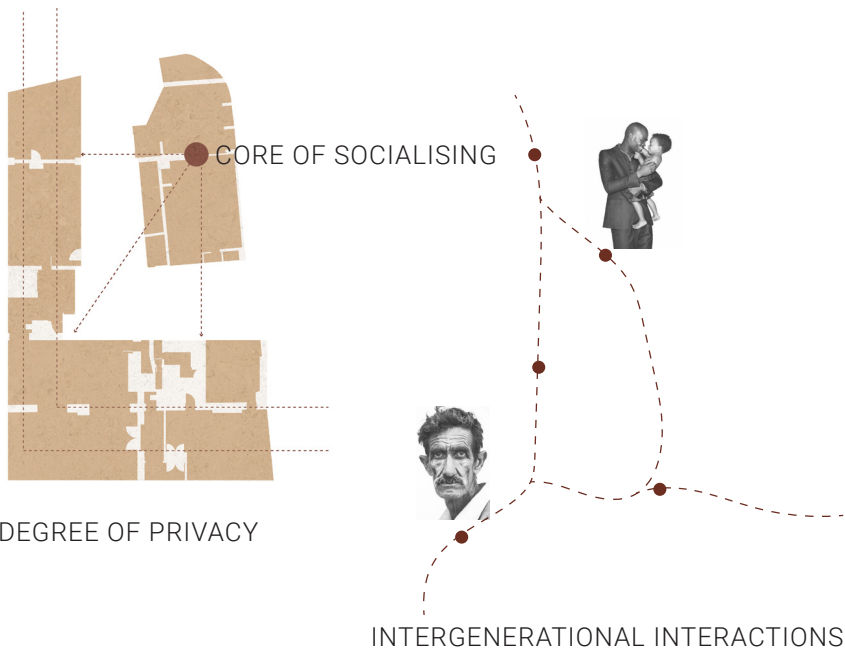 CORE OF SOCIALISING
DEGREE OF PRIVACY
INTERGENERATIONAL INTERACTIONS